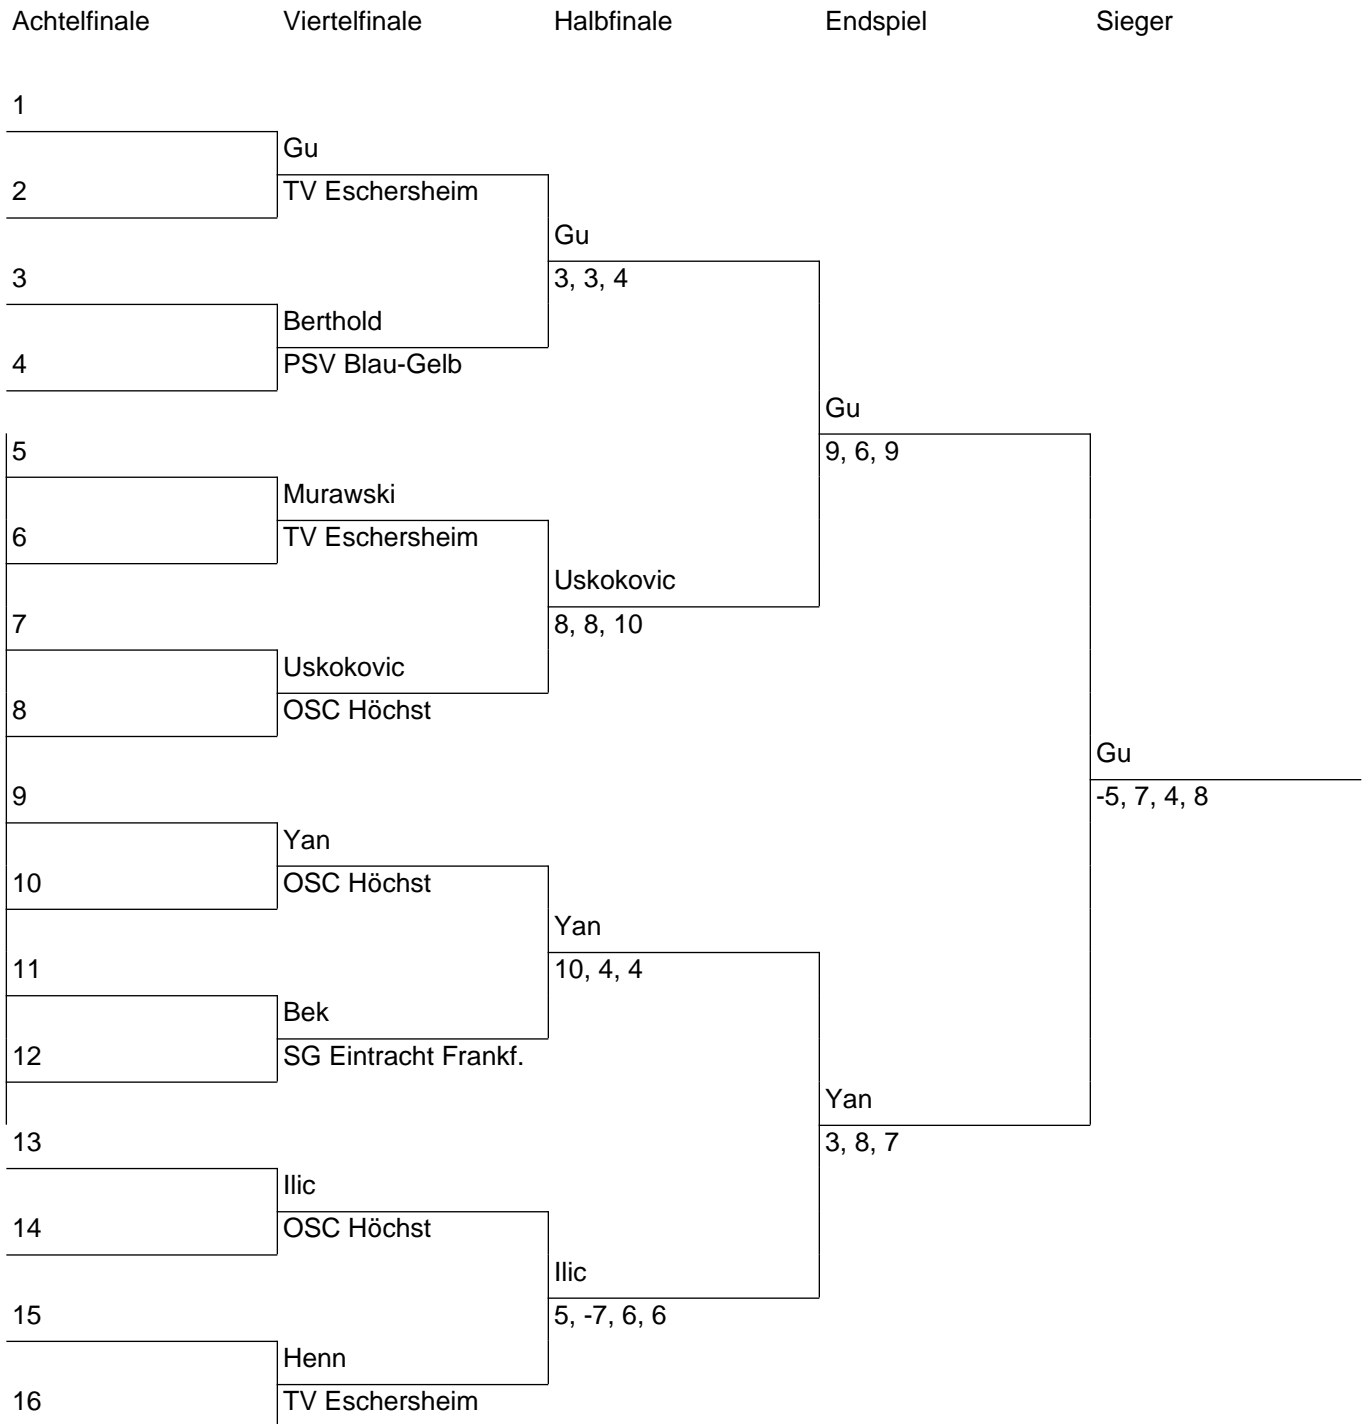 Achtelfinale Viertelfinale Halbfinale Endspiel Sieger
1
Gu
2 TV Eschersheim
Gu
3 3, 3, 4
Berthold
4 PSV Blau-Gelb
Gu
5 9, 6, 9
Murawski
6 TV Eschersheim
Uskokovic
7 8, 8, 10
Uskokovic
8 OSC Höchst
Gu
9 -5, 7, 4, 8
Yan
10 OSC Höchst
Yan
11 10, 4, 4
Bek
12 SG Eintracht Frankf.
Yan
13 3, 8, 7
Ilic
14 OSC Höchst
Ilic
15 5, -7, 6, 6
Henn
16 TV Eschersheim